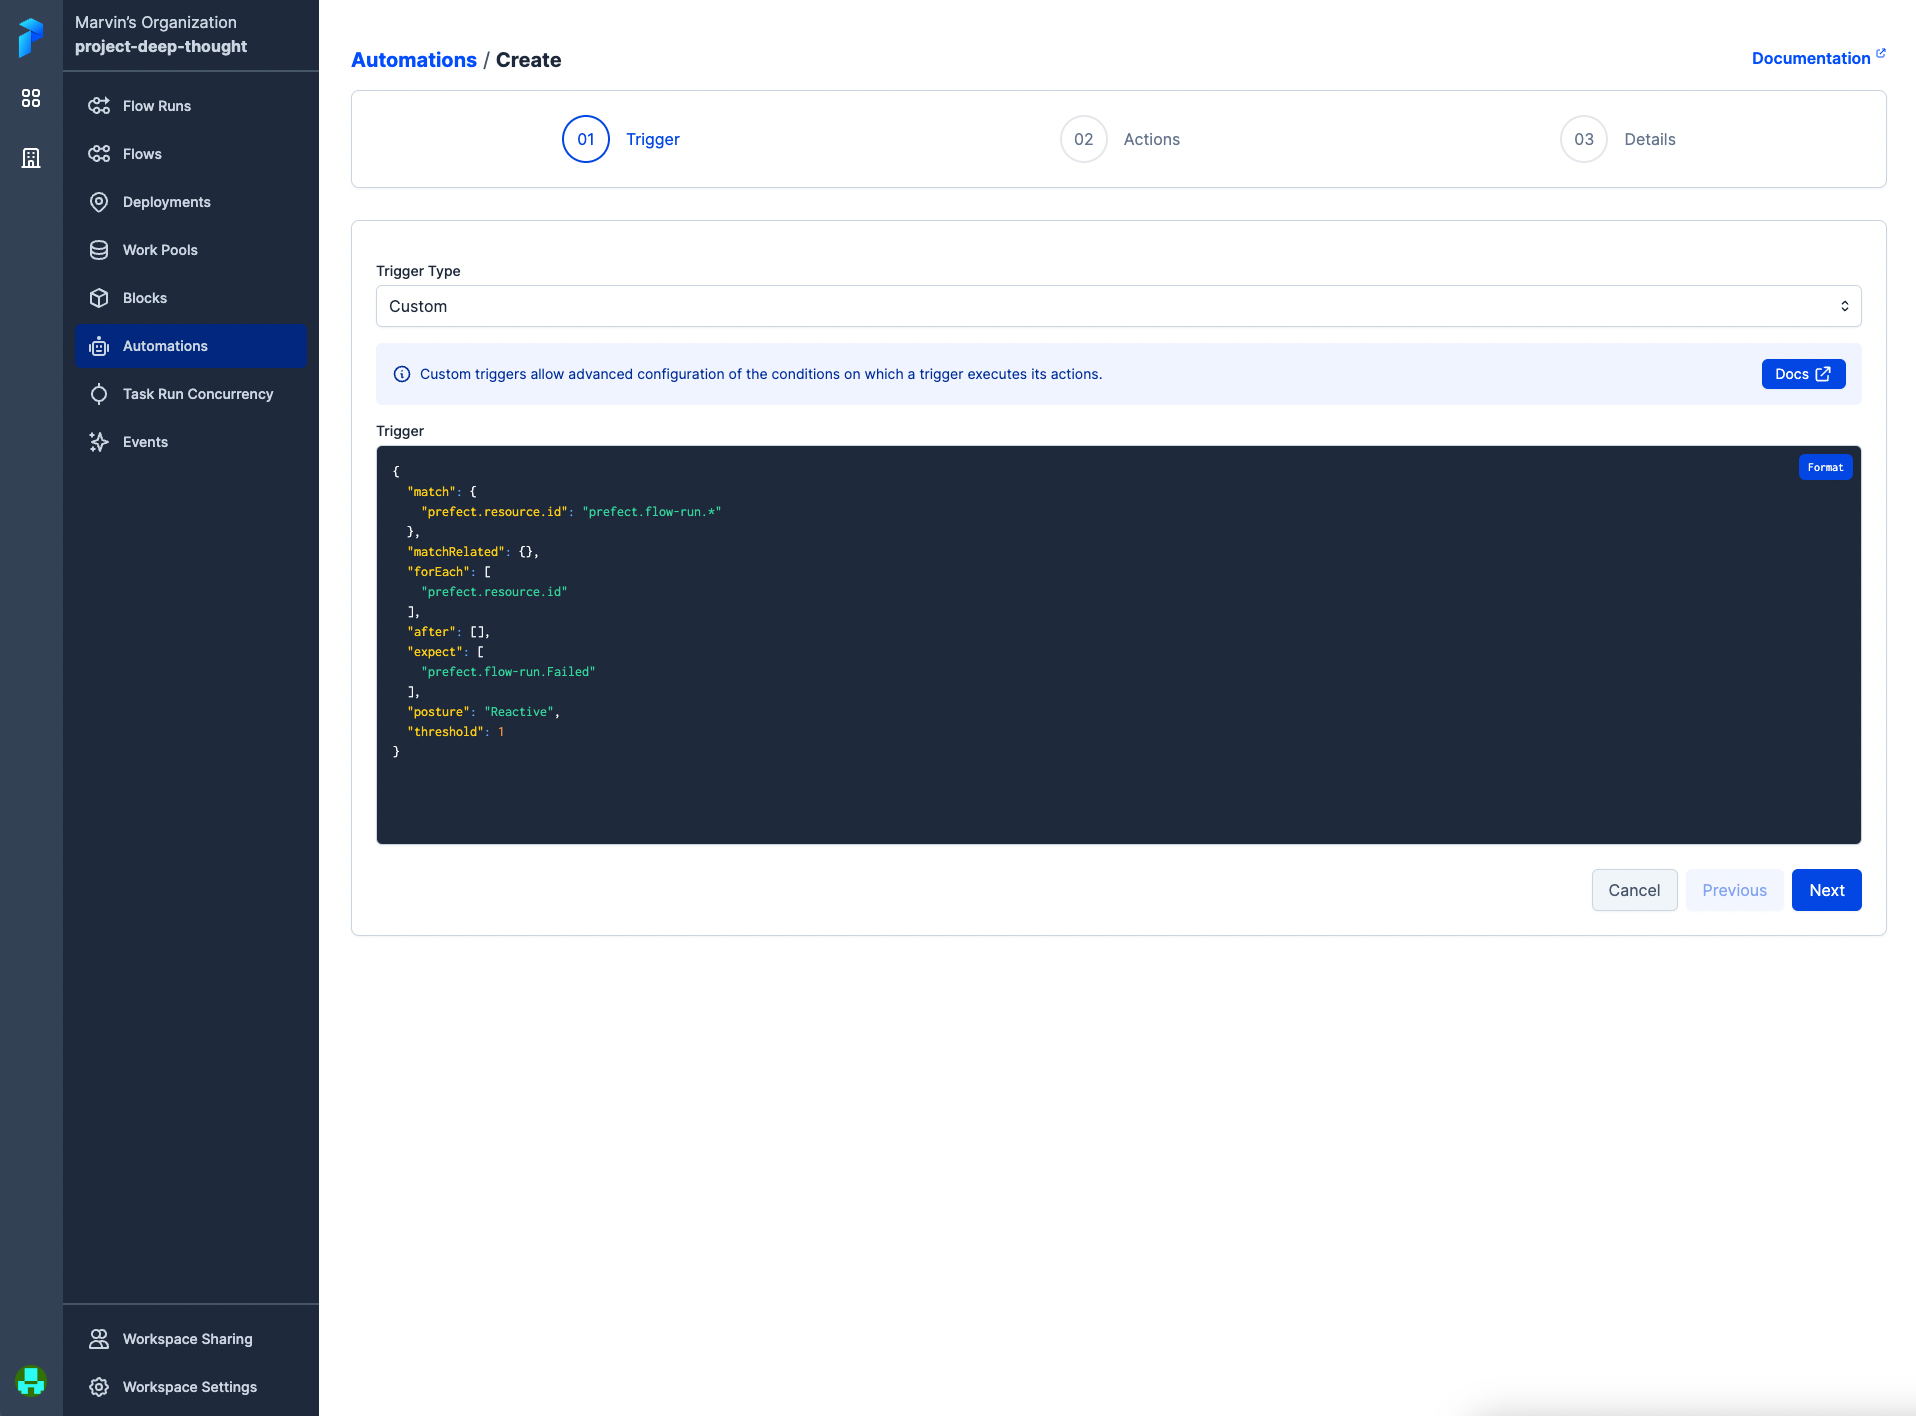 Marvin's Organization
project-deep-thought
Flow Runs
Flows
Deployments
Work Pools
Blocks
Automations
Task Run Concurrency
Events
Workspace Sharing
Workspace Settings
Automations / Create
Documentation
01 Trigger
02 Actions
03 Details
Trigger Type
Custom
Custom triggers allow advanced configuration of the conditions on which a trigger executes its actions.
Docs
Trigger
Format
{
  "match": {
    "prefect.resource.id": "prefect.flow-run.*"
  },
  "matchRelated": {},
  "forEach": [
    "prefect.resource.id"
  ],
  "after": [],
  "expect": [
    "prefect.flow-run.Failed"
  ],
  "posture": "Reactive",
  "threshold": 1
}
Cancel
Previous
Next